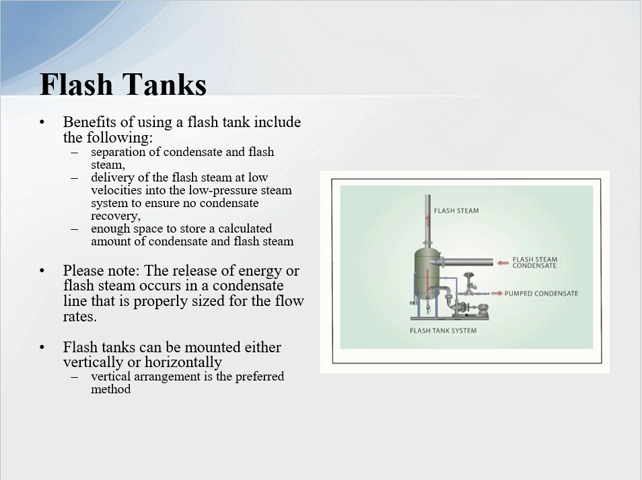 Flash Tanks
• Benefits of using a flash tank include
the following:
– separation of condensate and flash
steam,
– delivery of the flash steam at low
velocities into the low-pressure steam
system to ensure no condensate
recovery,
– enough space to store a calculated
amount of condensate and flash steam
• Please note: The release of energy or
flash steam occurs in a condensate
line that is properly sized for the flow
rates.
• Flash tanks can be mounted either
vertically or horizontally
– vertical arrangement is the preferred
method
FLASH STEAM
FLASH STEAM
CONDENSATE
PUMPED CONDENSATE
FLASH TANK SYSTEM